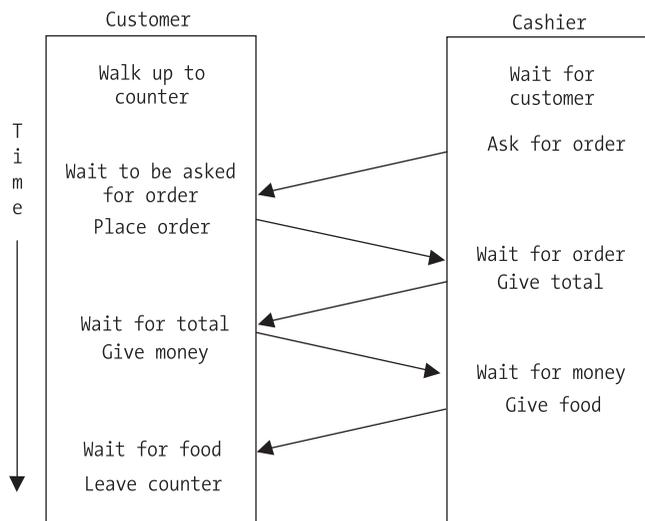 Customer
Cashier
Walk up to
counter
Wait for
customer
Time
Ask for order
Wait to be asked
for order
Place order
Wait for order
Give total
Wait for total
Give money
Wait for money
Give food
Wait for food
Leave counter